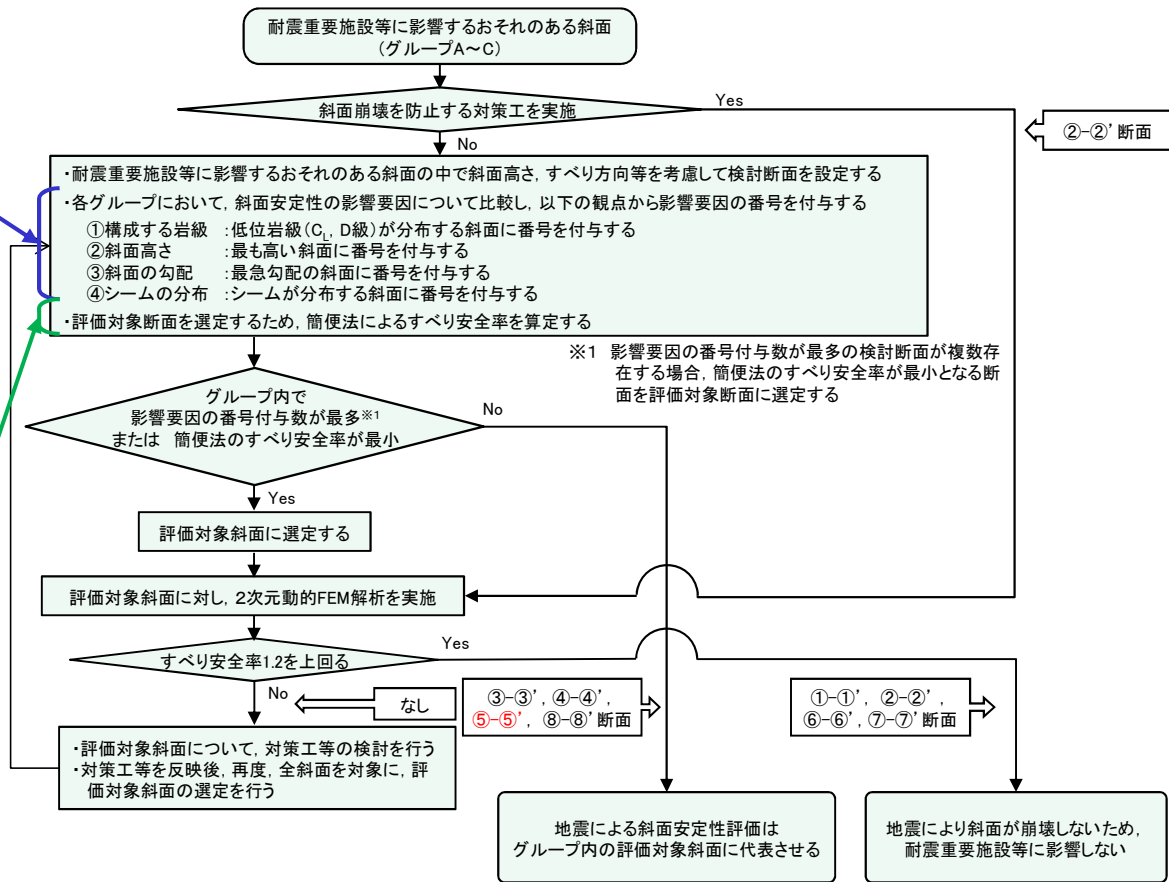 耐震重要施設等に影響するおそれのある斜面
（グループA～C）
斜面崩壊を防止する対策工を実施
Yes
②-②’断面
No
・耐震重要施設等に影響するおそれのある斜面の中で斜面高さ，すべり方向等を考慮して検討断面を設定する
・各グループにおいて，斜面安定性の影響要因について比較し，以下の観点から影響要因の番号を付与する
①構成する岩級 ：低位岩級（CL，D級）が分布する斜面に番号を付与する
②斜面高さ ：最も高い斜面に番号を付与する
③斜面の勾配 ：最急勾配の斜面に番号を付与する
④シームの分布 ：シームが分布する斜面に番号を付与する
・評価対象断面を選定するため，簡便法によるすべり安全率を算定する
※1 影響要因の番号付与数が最多の検討断面が複数存
在する場合，簡便法のすべり安全率が最小となる断
面を評価対象断面に選定する
グループ内で
影響要因の番号付与数が最多※1
または 簡便法のすべり安全率が最小
No
Yes
評価対象斜面に選定する
評価対象斜面に対し，2次元動的FEM解析を実施
すべり安全率1.2を上回る
Yes
No
なし
③-③’，④-④’，
⑤-⑤’，⑧-⑧’断面
①-①’，②-②’，
⑥-⑥’，⑦-⑦’断面
・評価対象斜面について，対策工等の検討を行う
・対策工等を反映後，再度，全斜面を対象に，評
価対象斜面の選定を行う
地震による斜面安定性評価は
グループ内の評価対象斜面に代表させる
地震により斜面が崩壊しないため，
耐震重要施設等に影響しない